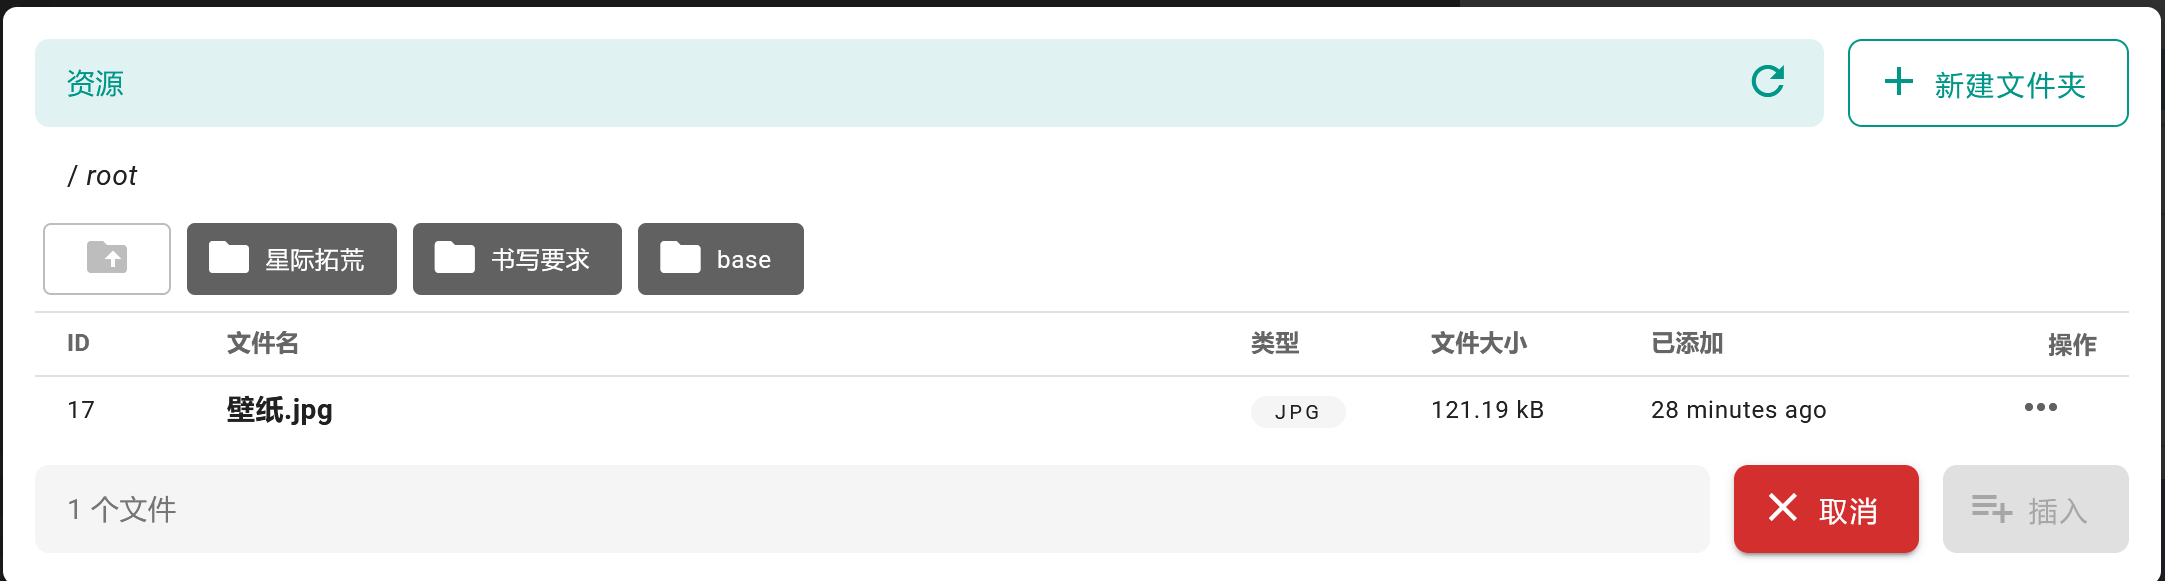 资源
新建文件夹
/ root
星际拓荒 书写要求 base
ID 文件名 类型 文件大小 已添加 操作
17 壁纸.jpg JPG 121.19 kB 28 minutes ago
1 个文件 取消 插入